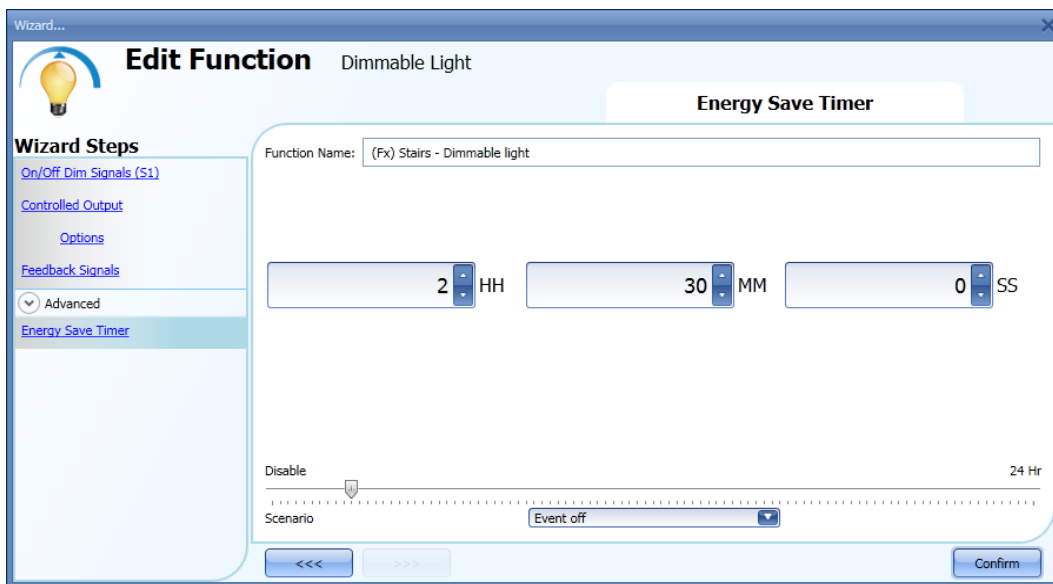 Wizard...
Edit Function Dimmable Light
Energy Save Timer
Wizard Steps
On/Off Dim Signals (S1)
Controlled Output
Options
Feedback Signals
Advanced
Energy Save Timer
Function Name: (Fx) Stairs - Dimmable light
2 HH 30 MM 0 SS
Disable 24 Hr
Scenario Event off
<<< >>> Confirm